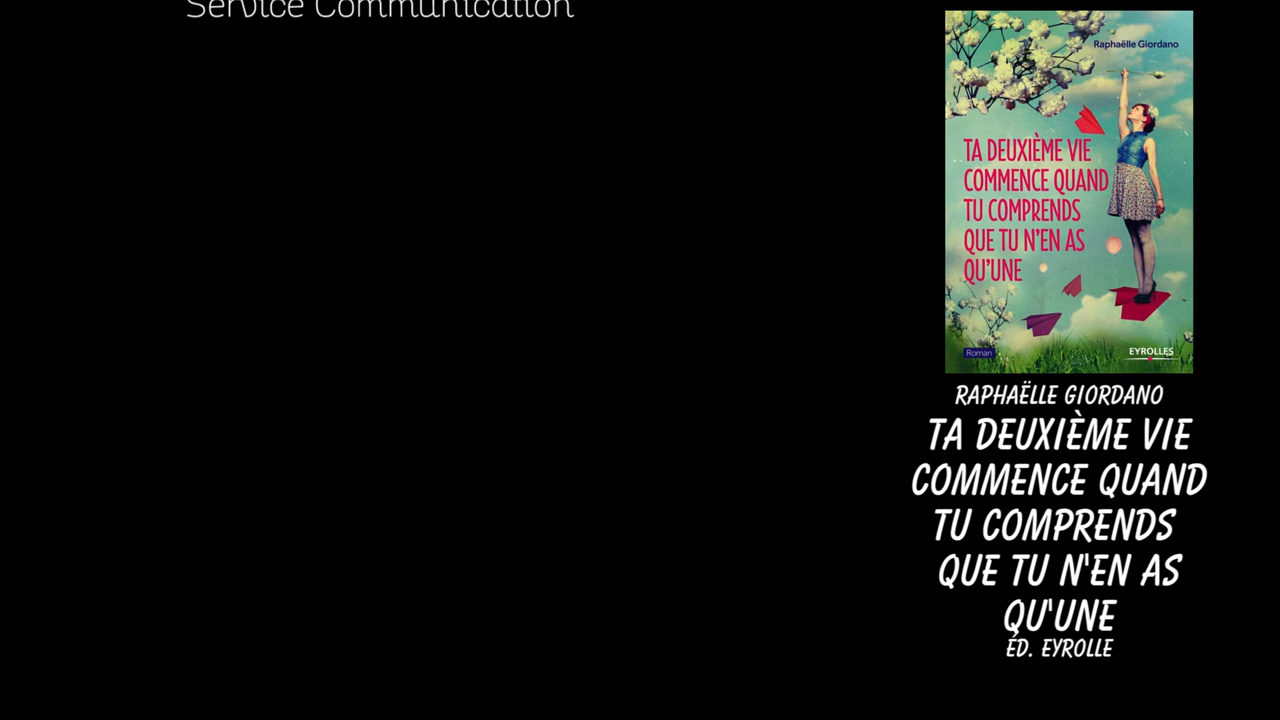 Service Communication
Raphaëlle Giordano
TA DEUXIÈME VIE
COMMENCE QUAND
TU COMPRENDS
QUE TU N'EN AS
QU'UNE
Roman
EYROLLES
RAPHAËLLE GIORDANO
TA DEUXIÈME VIE
COMMENCE QUAND
TU COMPRENDS
QUE TU N'EN AS
QU'UNE
ÉD. EYROLLE